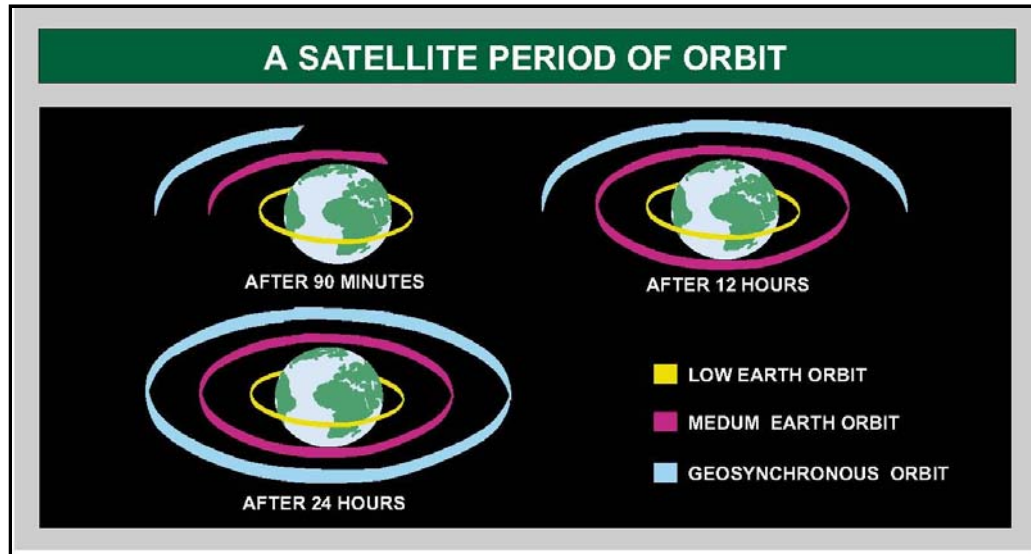 A SATELLITE PERIOD OF ORBIT
AFTER 90 MINUTES
AFTER 12 HOURS
AFTER 24 HOURS
LOW EARTH ORBIT
MEDUM EARTH ORBIT
GEOSYNCHRONOUS ORBIT